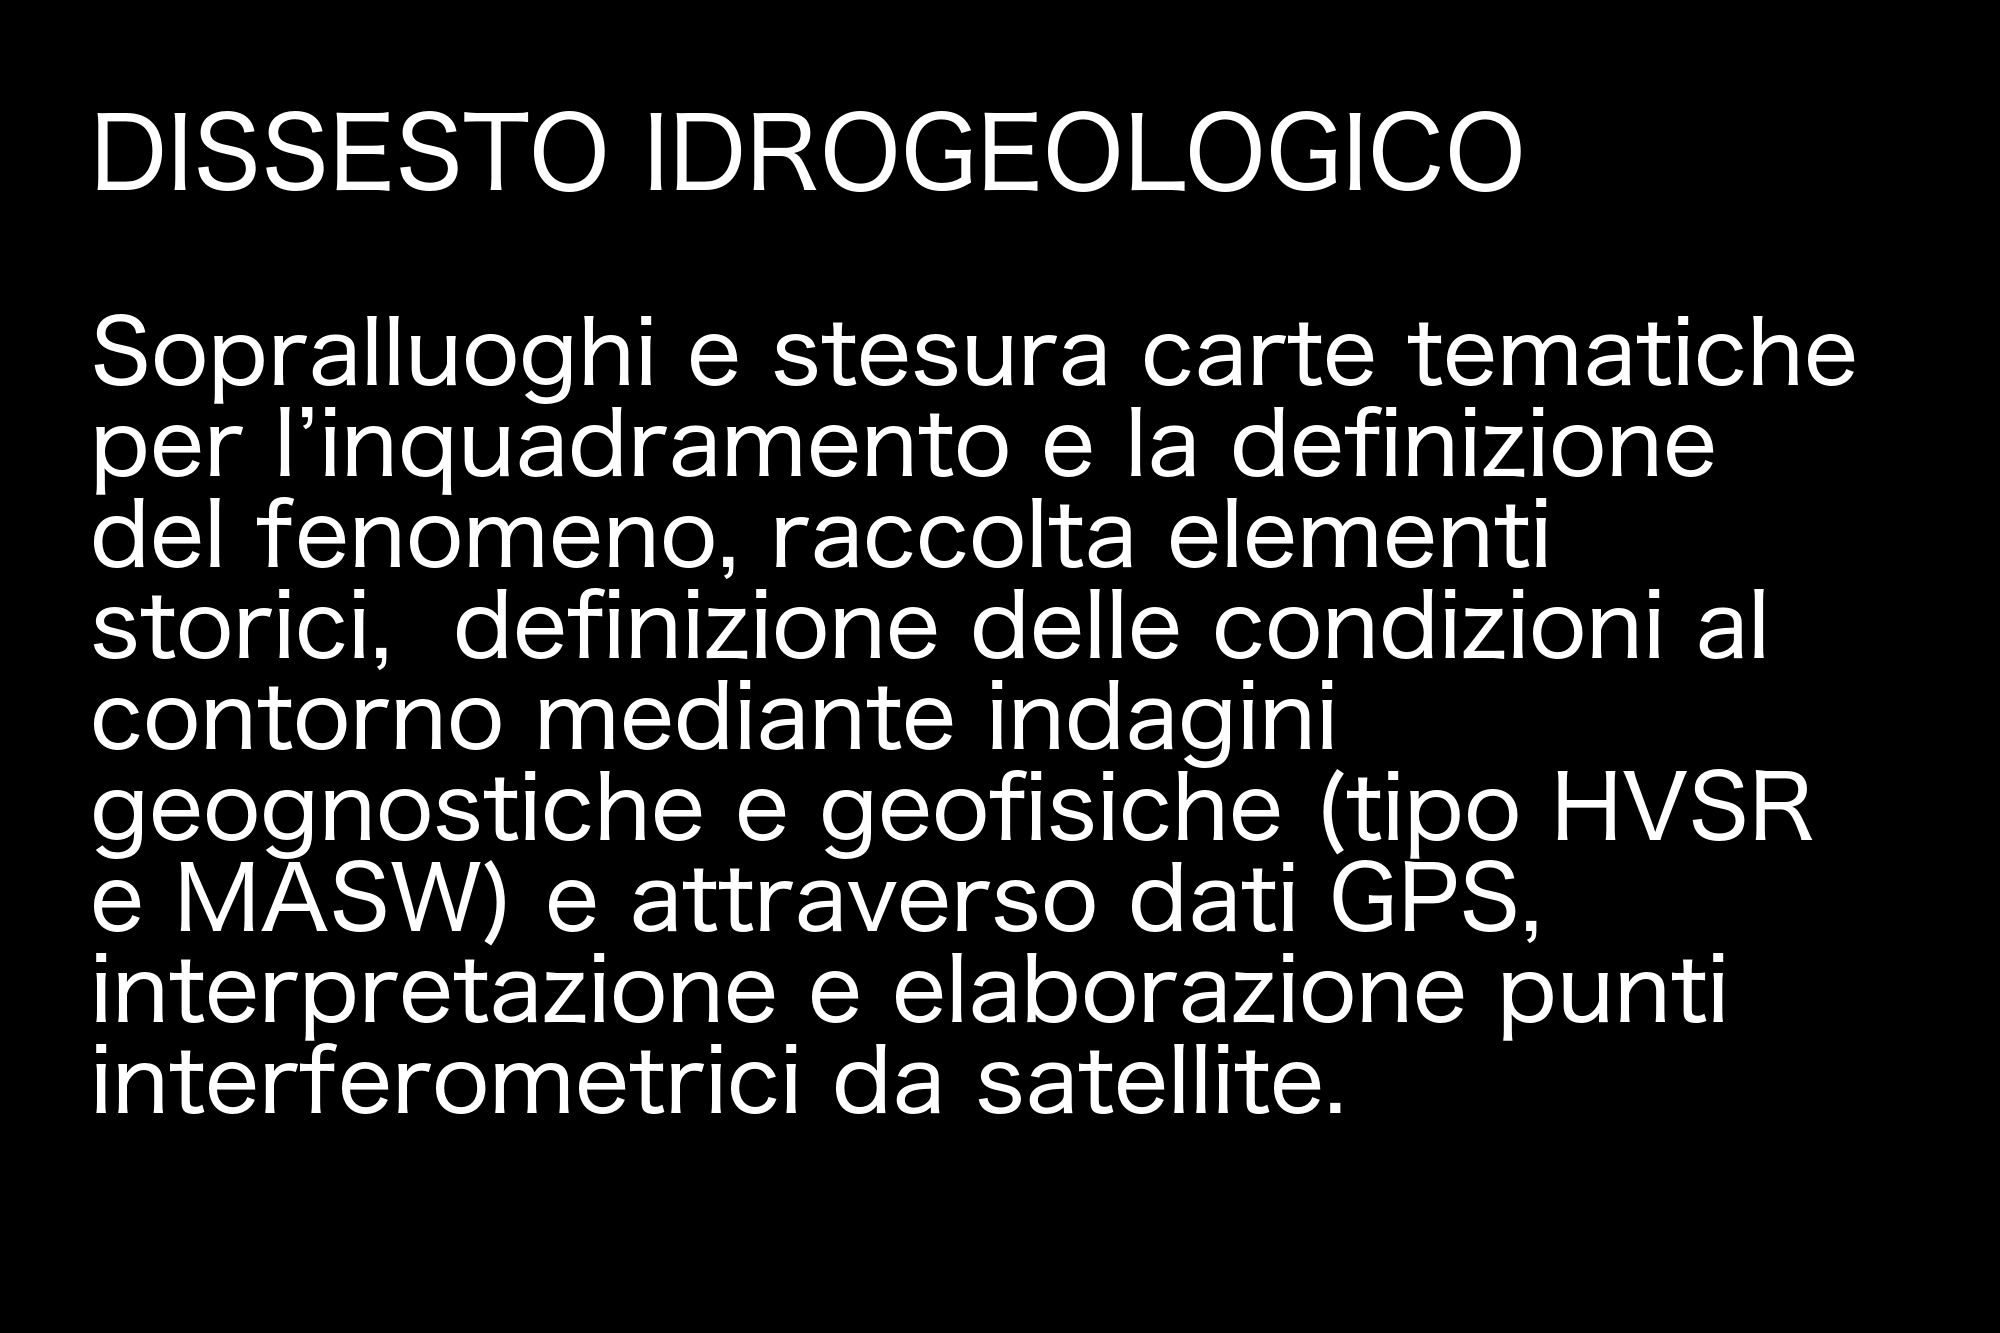 DISSESTO IDROGEOLOGICO
Sopralluoghi e stesura carte tematiche
per l’inquadramento e la definizione
del fenomeno, raccolta elementi
storici,  definizione delle condizioni al
contorno mediante indagini
geognostiche e geofisiche (tipo HVSR
e MASW) e attraverso dati GPS,
interpretazione e elaborazione punti
interferometrici da satellite.